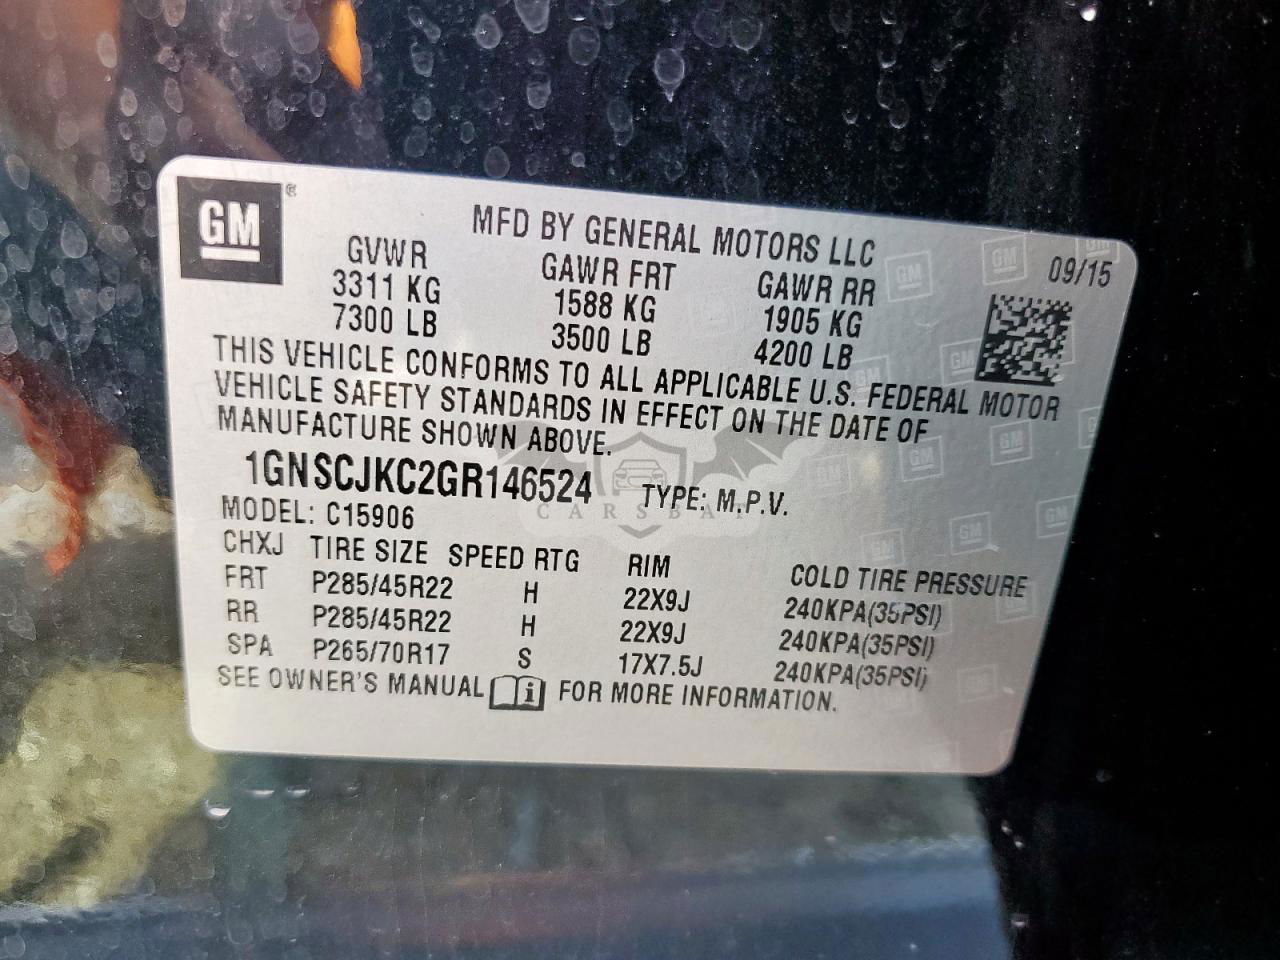 GM ®
MFD BY GENERAL MOTORS LLC
09/15
GVWR GAWR FRT GAWR RR
3311 KG 1588 KG 1905 KG
7300 LB 3500 LB 4200 LB
THIS VEHICLE CONFORMS TO ALL APPLICABLE U.S. FEDERAL MOTOR
VEHICLE SAFETY STANDARDS IN EFFECT ON THE DATE OF
MANUFACTURE SHOWN ABOVE.
1GNSCJKC2GR146524 TYPE: M.P.V.
CARSBAT
MODEL: C15906
CHXJ TIRE SIZE SPEED RTG RIM COLD TIRE PRESSURE
FRT P285/45R22 H 22X9J 240KPA(35PSI)
RR P285/45R22 H 22X9J 240KPA(35PSI)
SPA P265/70R17 S 17X7.5J 240KPA(35PSI)
SEE OWNER'S MANUAL i FOR MORE INFORMATION.